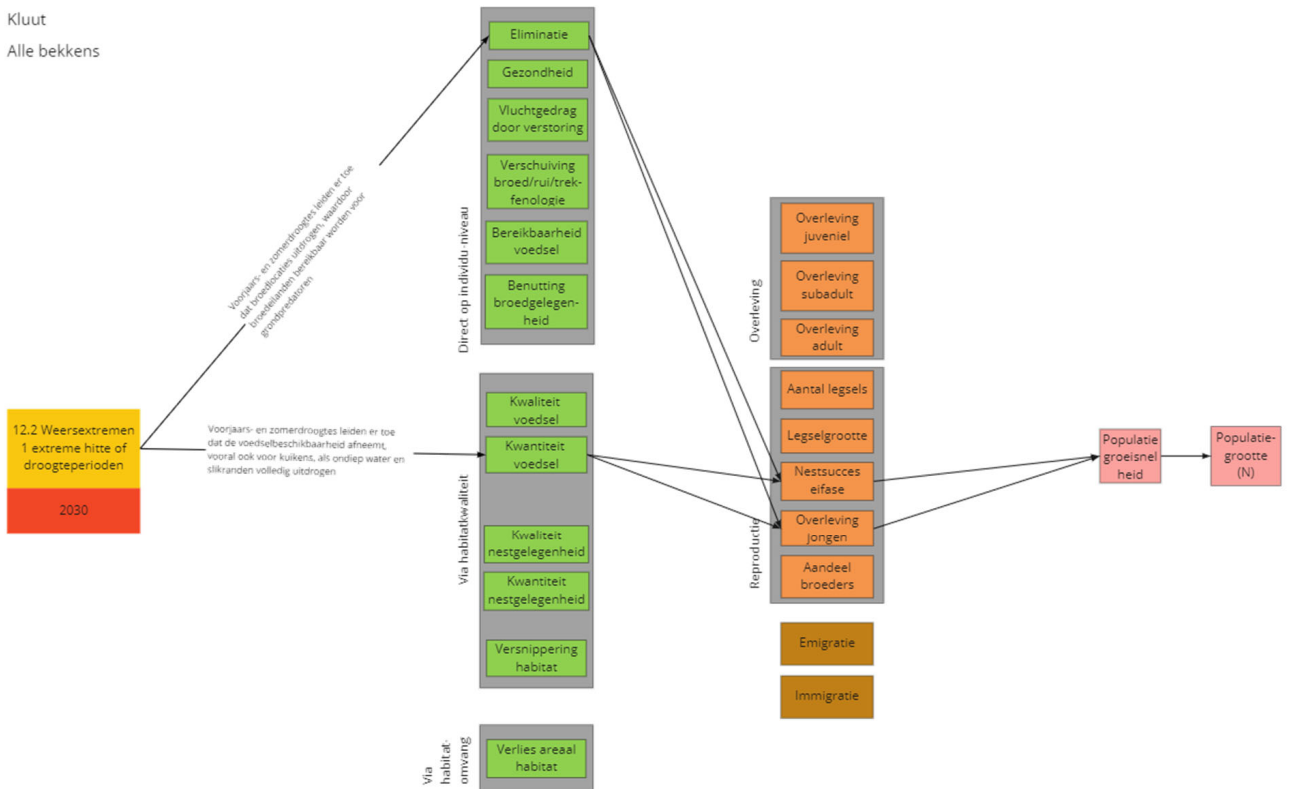 Kluut
Alle bekkens
12.2 Weersextremen
1 extreme hitte of
droogteperioden
2030
Voorjaars- en zomerdroogtes leiden er toe
dat broedlocaties uitdrogen, waardoor
broedeilanden bereikbaar worden voor
grondpredatoren
Voorjaars- en zomerdroogtes leiden er toe
dat de voedselbeschikbaarheid afneemt,
vooral ook voor kuikens, als ondiep water en
slikranden volledig uitdrogen
Direct op individu-niveau
Eliminatie
Gezondheid
Vluchtgedrag
door verstoring
Verschuiving
broed/rui/trek-
fenologie
Bereikbaarheid
voedsel
Benutting
broedgelegen-
heid
Via habitatkwaliteit
Kwaliteit
voedsel
Kwantiteit
voedsel
Kwaliteit
nestgelegenheid
Kwantiteit
nestgelegenheid
Versnippering
habitat
Via
habitat-
omvang
Verlies areaal
habitat
Overleving
Overleving
juveniel
Overleving
subadult
Overleving
adult
Reproductie
Aantal legsels
Legselgrootte
Nestsucces
eifase
Overleving
jongen
Aandeel
broeders
Emigratie
Immigratie
Populatie
groeisnel
heid
Populatie-
grootte
(N)